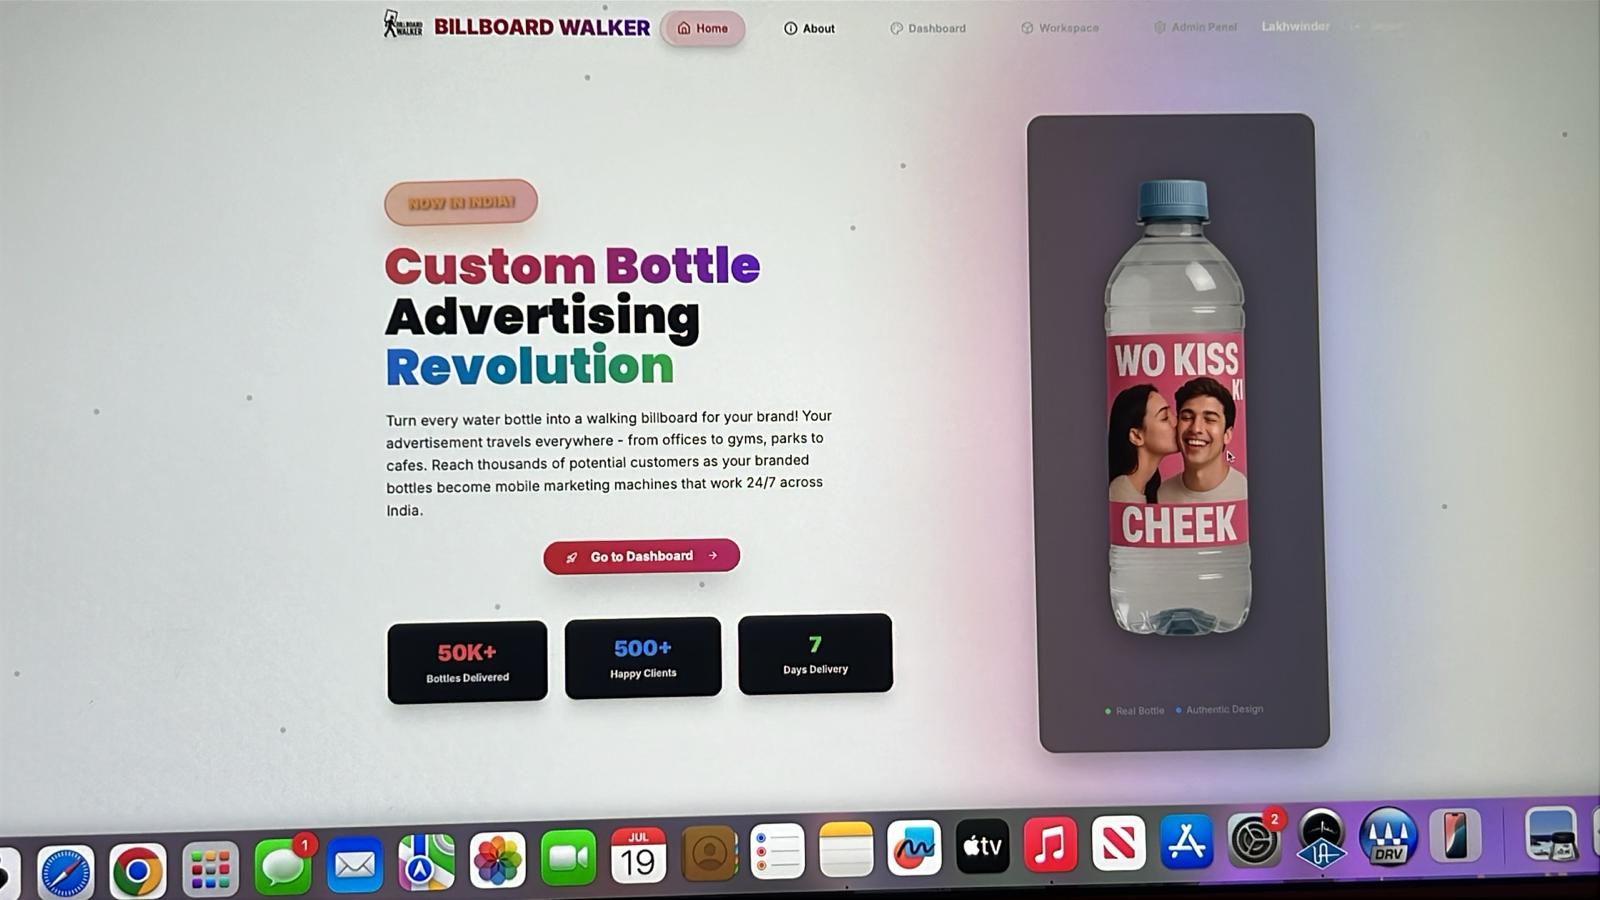 BILLBOARD WALKER
BILLBOARD WALKER
Home
About
Dashboard
Workspace
Admin Panel
Lakhwinder
NOW IN INDIA!
Custom Bottle
Advertising
Revolution
Turn every water bottle into a walking billboard for your brand! Your
advertisement travels everywhere - from offices to gyms, parks to
cafes. Reach thousands of potential customers as your branded
bottles become mobile marketing machines that work 24/7 across
India.
Go to Dashboard
50K+
Bottles Delivered
500+
Happy Clients
7
Days Delivery
WO KISS
KI
CHEEK
Real Bottle
Authentic Design
1
JUL
19
tv
2
UA
DRV